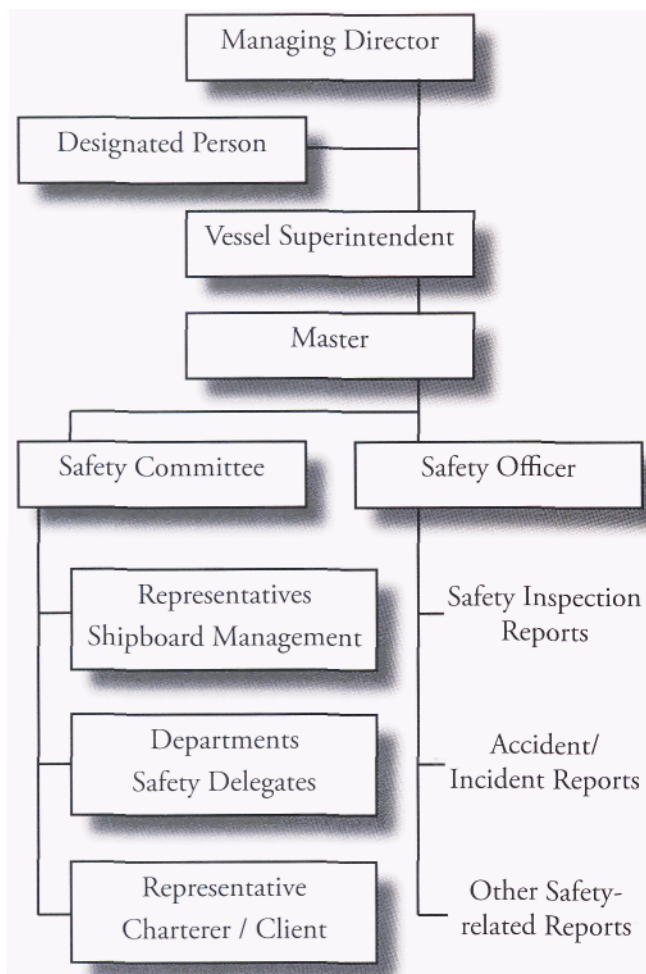 Managing Director
Designated Person
Vessel Superintendent
Master
Safety Committee
Safety Officer
Representatives
Shipboard Management
Safety Inspection
Reports
Departments
Safety Delegates
Accident/
Incident Reports
Representative
Charterer / Client
Other Safety-
related Reports